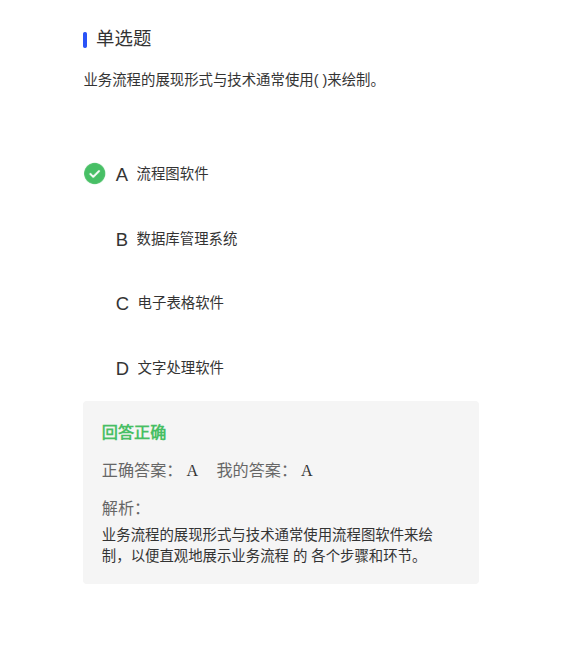 单选题
业务流程的展现形式与技术通常使用( )来绘制。
A 流程图软件
B 数据库管理系统
C 电子表格软件
D 文字处理软件
回答正确
正确答案： A 我的答案： A
解析：
业务流程的展现形式与技术通常使用流程图软件来绘
制，以便直观地展示业务流程 的 各个步骤和环节。